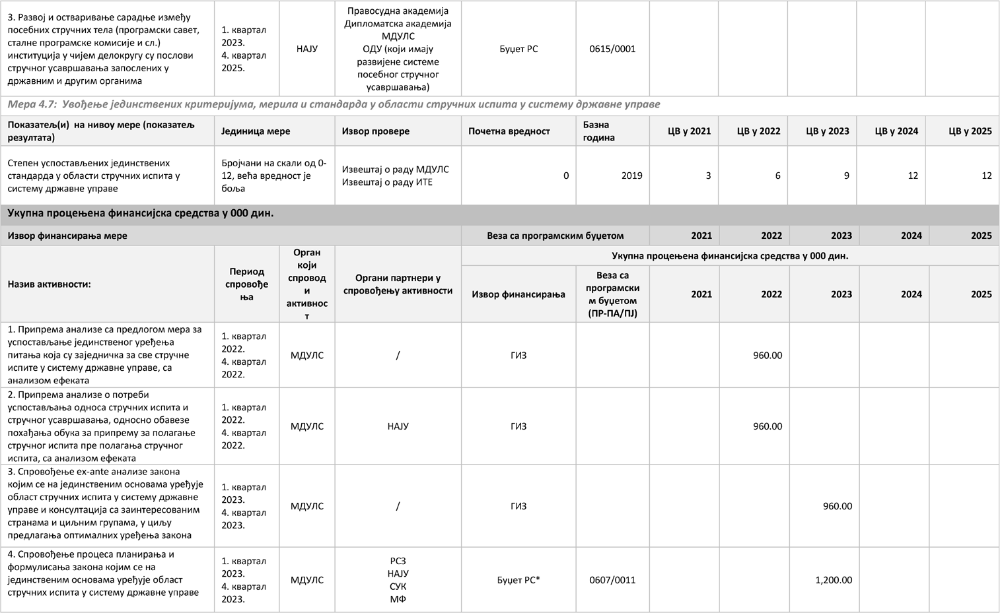 3. Развој и остваривање сарадње између
посебних стручних тела (програмски савет,
сталне програмске комисије и сл.)
институција у чијем делокругу су послови
стручног усавршавања запослених у
државним и другим органима
1. квартал
2023.
4. квартал
2025.
НАЈУ
Правосудна академија
Дипломатска академија
МДУЛС
ОДУ (који имају
развијене системе
посебног стручног
усавршавања)
Буџет РС
0615/0001
Мера 4.7: Увођење јединствених критеријума, мерила и стандарда у области стручних испита у систему државне управе
Показатељ(и) на нивоу мере (показатељ
резултата)
Јединица мере
Извор провере
Почетна вредност
Базна
година
ЦВ у 2021
ЦВ у 2022
ЦВ у 2023
ЦВ у 2024
ЦВ у 2025
Степен успостављених јединствених
стандарда у области стручних испита у
систему државне управе
Бројчани на скали од 0-
12, већа вредност је
боља
Извештај о раду МДУЛС
Извештај о раду ИТЕ
0
2019
3
6
9
12
12
Укупна процењена финансијска средства у 000 дин.
Извор финансирања мере
Веза са програмским буџетом
2021
2022
2023
2024
2025
Назив активности:
Период
спровође
ња
Орган
који
спровод
и
активнос
т
Органи партнери у
спровођењу активности
Укупна процењена финансијска средства у 000 дин.
Извор финансирања
Веза са
програмски
м буџетом
(ПР-ПА/ПЈ)
2021
2022
2023
2024
2025
1. Припрема анализе са предлогом мера за
успостављање јединственог уређења
питања која су заједничка за све стручне
испите у систему државне управе, са
анализом ефеката
1. квартал
2022.
4. квартал
2022.
МДУЛС
/
ГИЗ
960.00
2. Припрема анализе о потреби
успостављања односа стручних испита и
стручног усавршавања, односно обавезе
похађања обука за припрему за полагање
стручног испита пре полагања стручног
испита, са анализом ефеката
1. квартал
2022.
4. квартал
2022.
МДУЛС
НАЈУ
ГИЗ
960.00
3. Спровођење ex-ante анализе закона
којим се на јединственим основама уређује
област стручних испита у систему државне
управе и консултација са заинтересованим
странама и циљним групама, у циљу
предлагања оптималних уређења закона
1. квартал
2023.
4. квартал
2023.
МДУЛС
/
ГИЗ
960.00
4. Спровођење процеса планирања и
формулисања закона којим се на
јединственим основама уређује област
стручних испита у систему државне управе
1. квартал
2023.
4. квартал
2023.
МДУЛС
РСЗ
НАЈУ
СУК
МФ
Буџет РС*
0607/0011
1,200.00